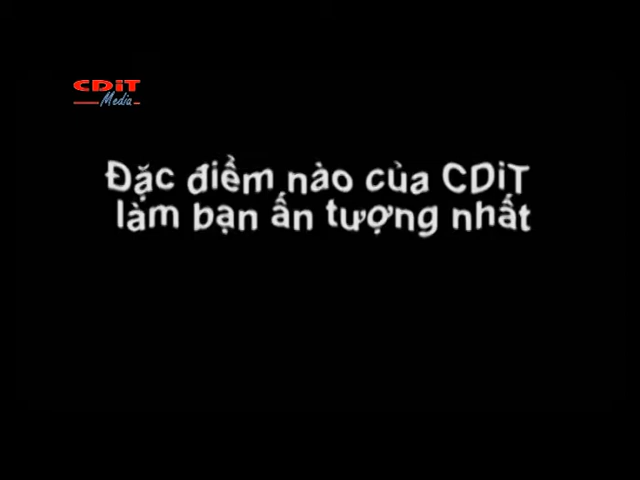 CDiT
Media
Đặc điểm nào của CDiT
làm bạn ấn tượng nhất